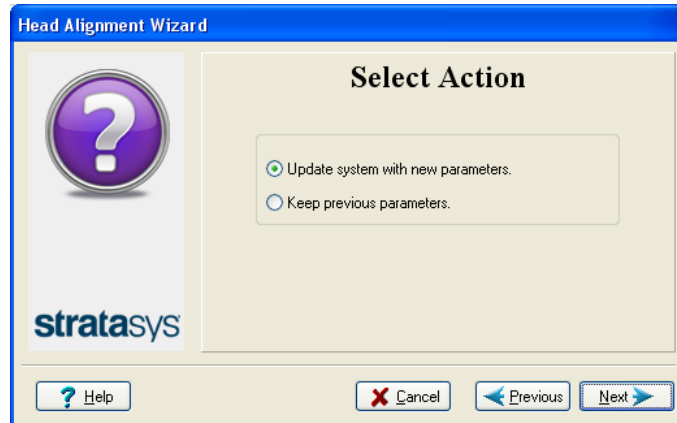 Head Alignment Wizard
Select Action
Update system with new parameters.
Keep previous parameters.
stratasys
? Help
Cancel
Previous
Next